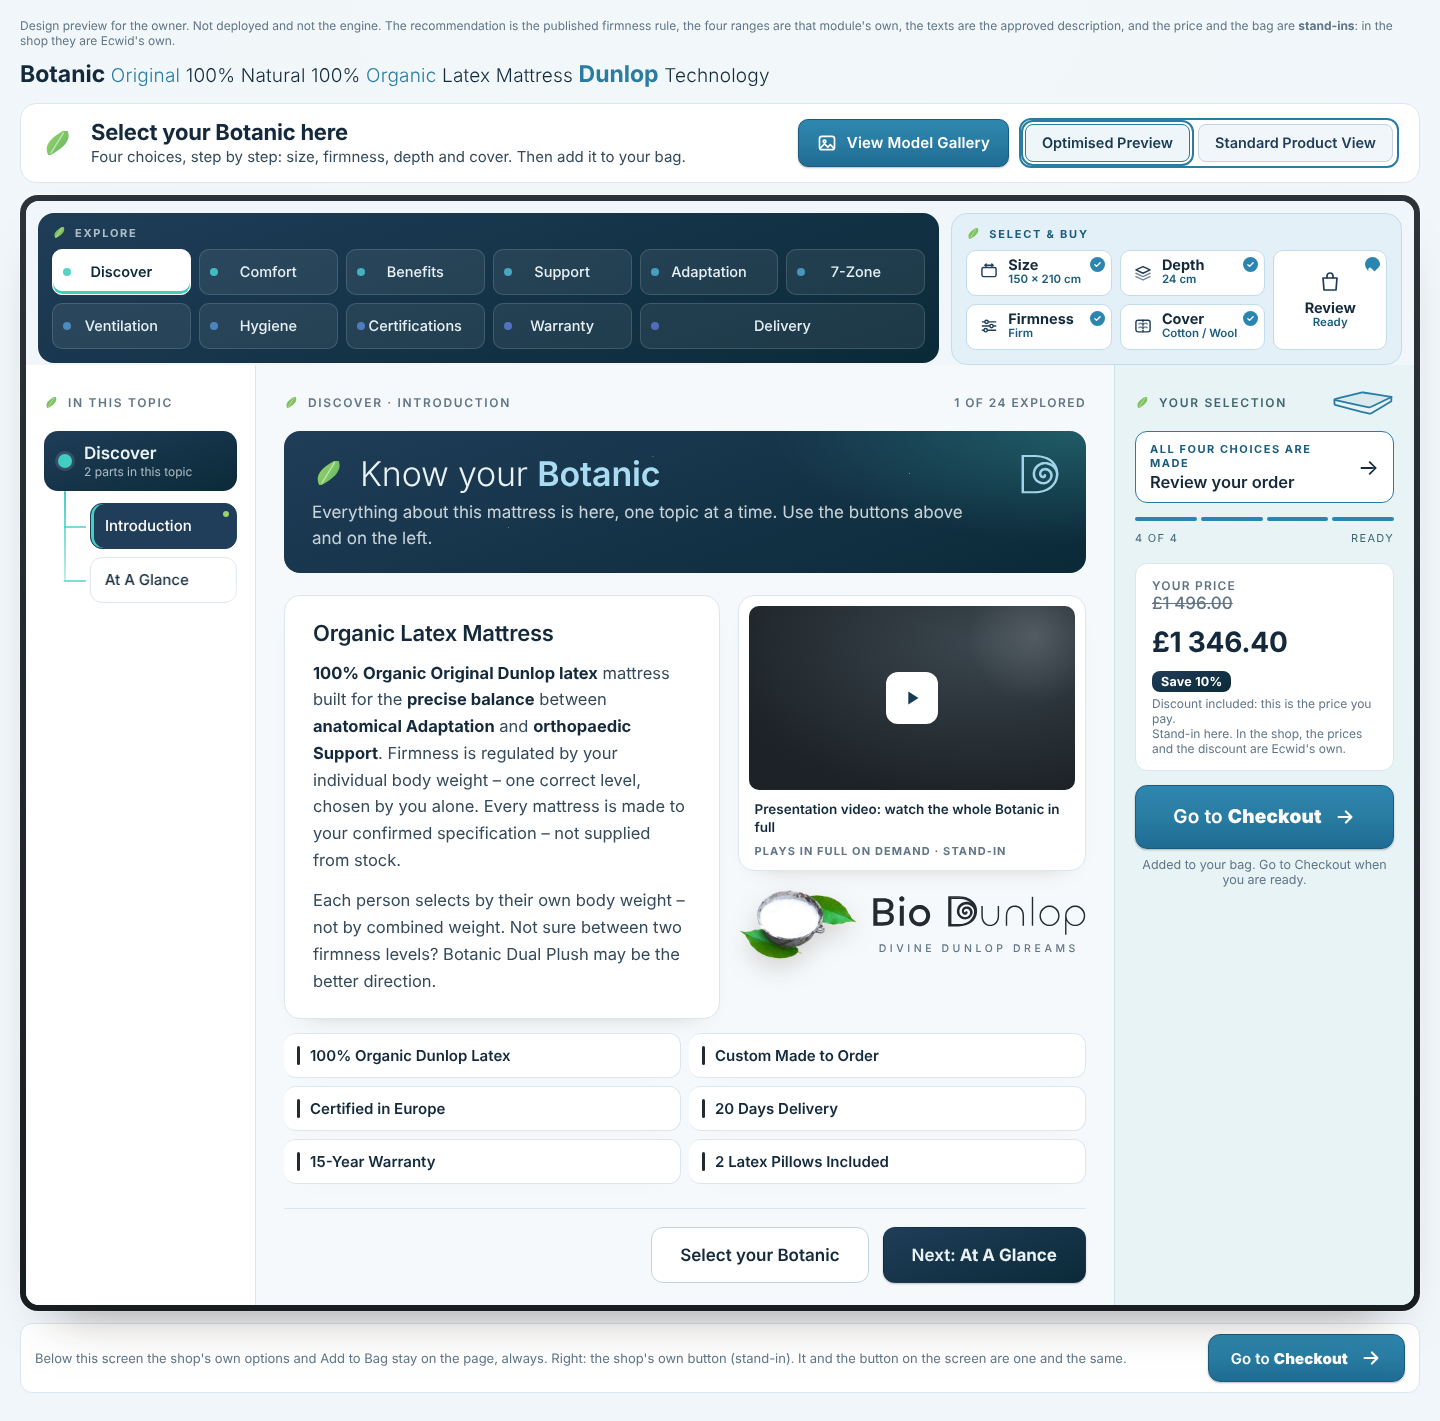 Design preview for the owner. Not deployed and not the engine. The recommendation is the published firmness rule, the four ranges are that module's own, the texts are the approved description, and the price and the bag are stand-ins: in the
shop they are Ecwid's own.
Botanic Original 100% Natural 100% Organic Latex Mattress Dunlop Technology
Select your Botanic here
Four choices, step by step: size, firmness, depth and cover. Then add it to your bag.
View Model Gallery
Optimised Preview
Standard Product View
EXPLORE
Discover
Comfort
Benefits
Support
Adaptation
7-Zone
Ventilation
Hygiene
Certifications
Warranty
Delivery
SELECT & BUY
Size
150 × 210 cm
Depth
24 cm
Firmness
Firm
Cover
Cotton / Wool
Review
Ready
IN THIS TOPIC
Discover
2 parts in this topic
Introduction
At A Glance
DISCOVER · INTRODUCTION
1 OF 24 EXPLORED
Know your Botanic
Everything about this mattress is here, one topic at a time. Use the buttons above
and on the left.
Organic Latex Mattress
100% Organic Original Dunlop latex mattress
built for the precise balance between
anatomical Adaptation and orthopaedic
Support. Firmness is regulated by your
individual body weight – one correct level,
chosen by you alone. Every mattress is made to
your confirmed specification – not supplied
from stock.
Each person selects by their own body weight –
not by combined weight. Not sure between two
firmness levels? Botanic Dual Plush may be the
better direction.
Presentation video: watch the whole Botanic in
full
PLAYS IN FULL ON DEMAND · STAND-IN
Bio Dunlop
DIVINE DUNLOP DREAMS
100% Organic Dunlop Latex
Custom Made to Order
Certified in Europe
20 Days Delivery
15-Year Warranty
2 Latex Pillows Included
Select your Botanic
Next: At A Glance
YOUR SELECTION
ALL FOUR CHOICES ARE
MADE
Review your order
4 OF 4
READY
YOUR PRICE
£1 496.00
£1 346.40
Save 10%
Discount included: this is the price you
pay.
Stand-in here. In the shop, the prices
and the discount are Ecwid's own.
Go to Checkout
Added to your bag. Go to Checkout when
you are ready.
Below this screen the shop's own options and Add to Bag stay on the page, always. Right: the shop's own button (stand-in). It and the button on the screen are one and the same.
Go to Checkout